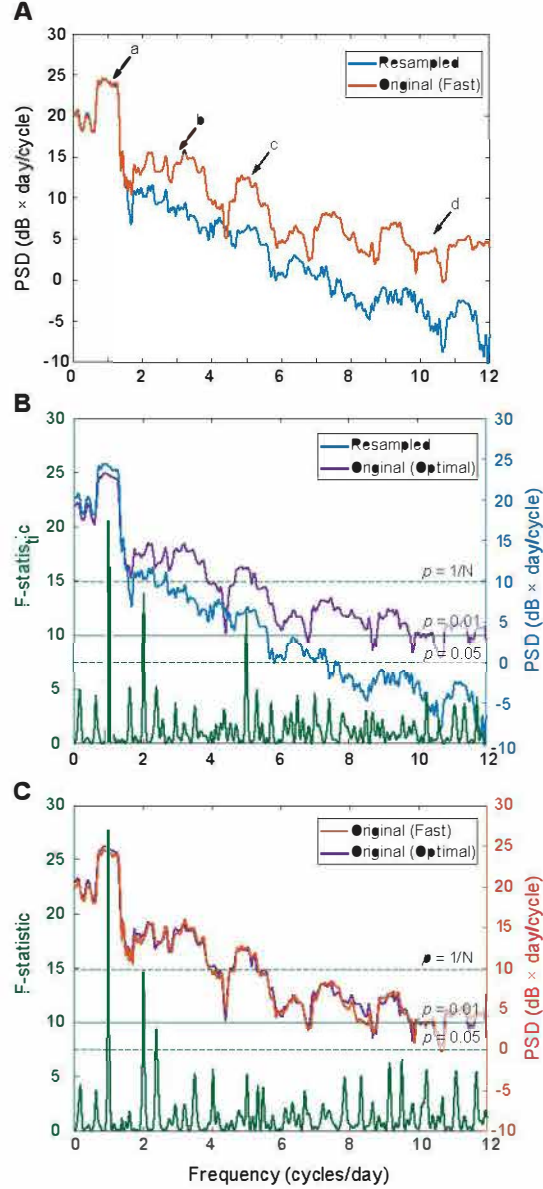 A
30
25
20
15
10
5
0
-5
-10
PSD (dB × day/cycle)
a
b
c
d
Resampled
Original (Fast)
0 2 4 6 8 10 12
B
30
25
20
15
10
5
0
F-statistic
Resampled
Original (Optimal)
p = 1/N
p = 0.01
p = 0.05
30
25
20
15
10
5
0
-5
-10
PSD (dB × day/cycle)
0 2 4 6 8 10 12
C
30
25
20
15
10
5
0
F-statistic
Original (Fast)
Original (Optimal)
p = 1/N
p = 0.01
p = 0.05
30
25
20
15
10
5
0
-5
-10
PSD (dB × day/cycle)
0 2 4 6 8 10 12
Frequency (cycles/day)